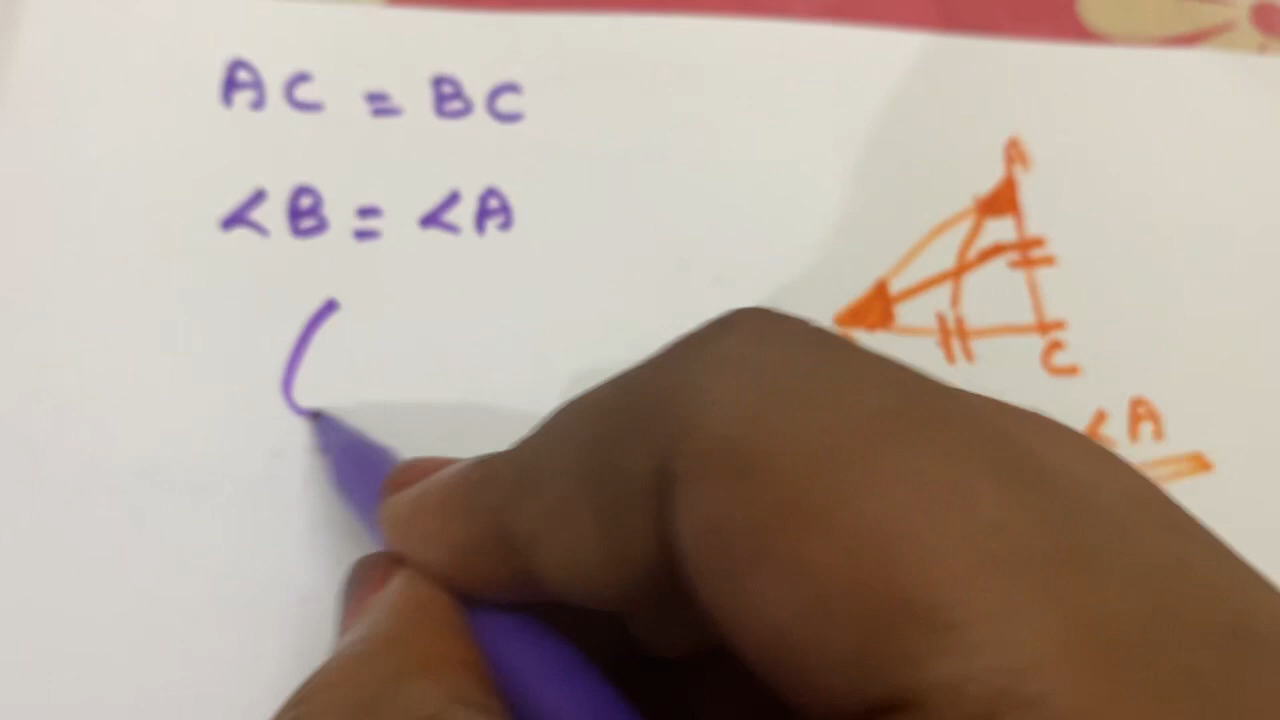 AC = BC
∠B = ∠A
A
C
∠A